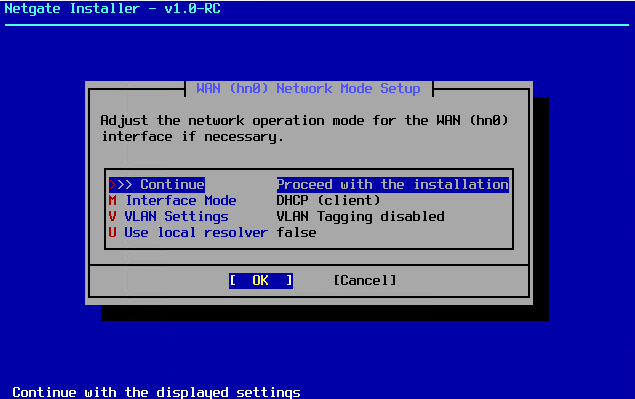 Netgate Installer - v1.0-RC
WAN (hn0) Network Mode Setup
Adjust the network operation mode for the WAN (hn0)
interface if necessary.
>>> Continue Proceed with the installation
M Interface Mode DHCP (client)
V VLAN Settings VLAN Tagging disabled
U Use local resolver false
[ OK ] [Cancel]
Continue with the displayed settings